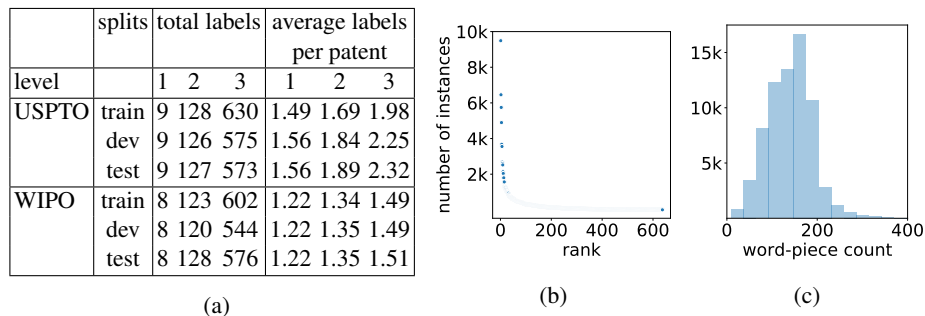 splits total labels average labels
per patent
level 1 2 3 1 2 3
USPTO train 9 128 630 1.49 1.69 1.98
dev 9 126 575 1.56 1.84 2.25
test 9 127 573 1.56 1.89 2.32
WIPO train 8 123 602 1.22 1.34 1.49
dev 8 120 544 1.22 1.35 1.49
test 8 128 576 1.22 1.35 1.51
(a)
number of instances
10k
8k
6k
4k
2k
0 200 400 600
rank
(b)
15k
10k
5k
0 200 400
word-piece count
(c)